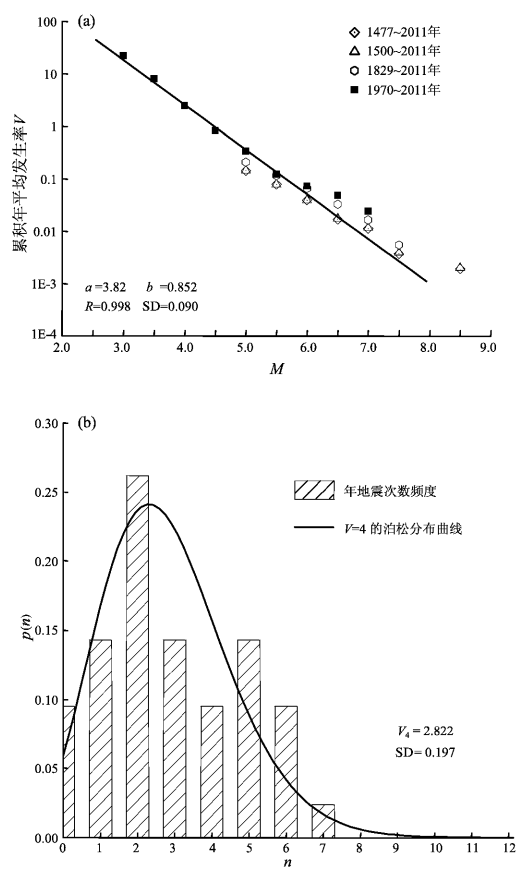 (a)
100
10
1
0.1
0.01
1E-3
1E-4
累积年平均发生率V
1477~2011年
1500~2011年
1829~2011年
1970~2011年
a=3.82 b=0.852
R=0.998 SD=0.090
2.0 3.0 4.0 5.0 6.0 7.0 8.0 9.0
M
(b)
0.30
0.25
0.20
0.15
0.10
0.05
0.00
p(n)
年地震次数频度
V=4 的泊松分布曲线
V₄ = 2.822
SD= 0.197
0 1 2 3 4 5 6 7 8 9 10 11 12
n